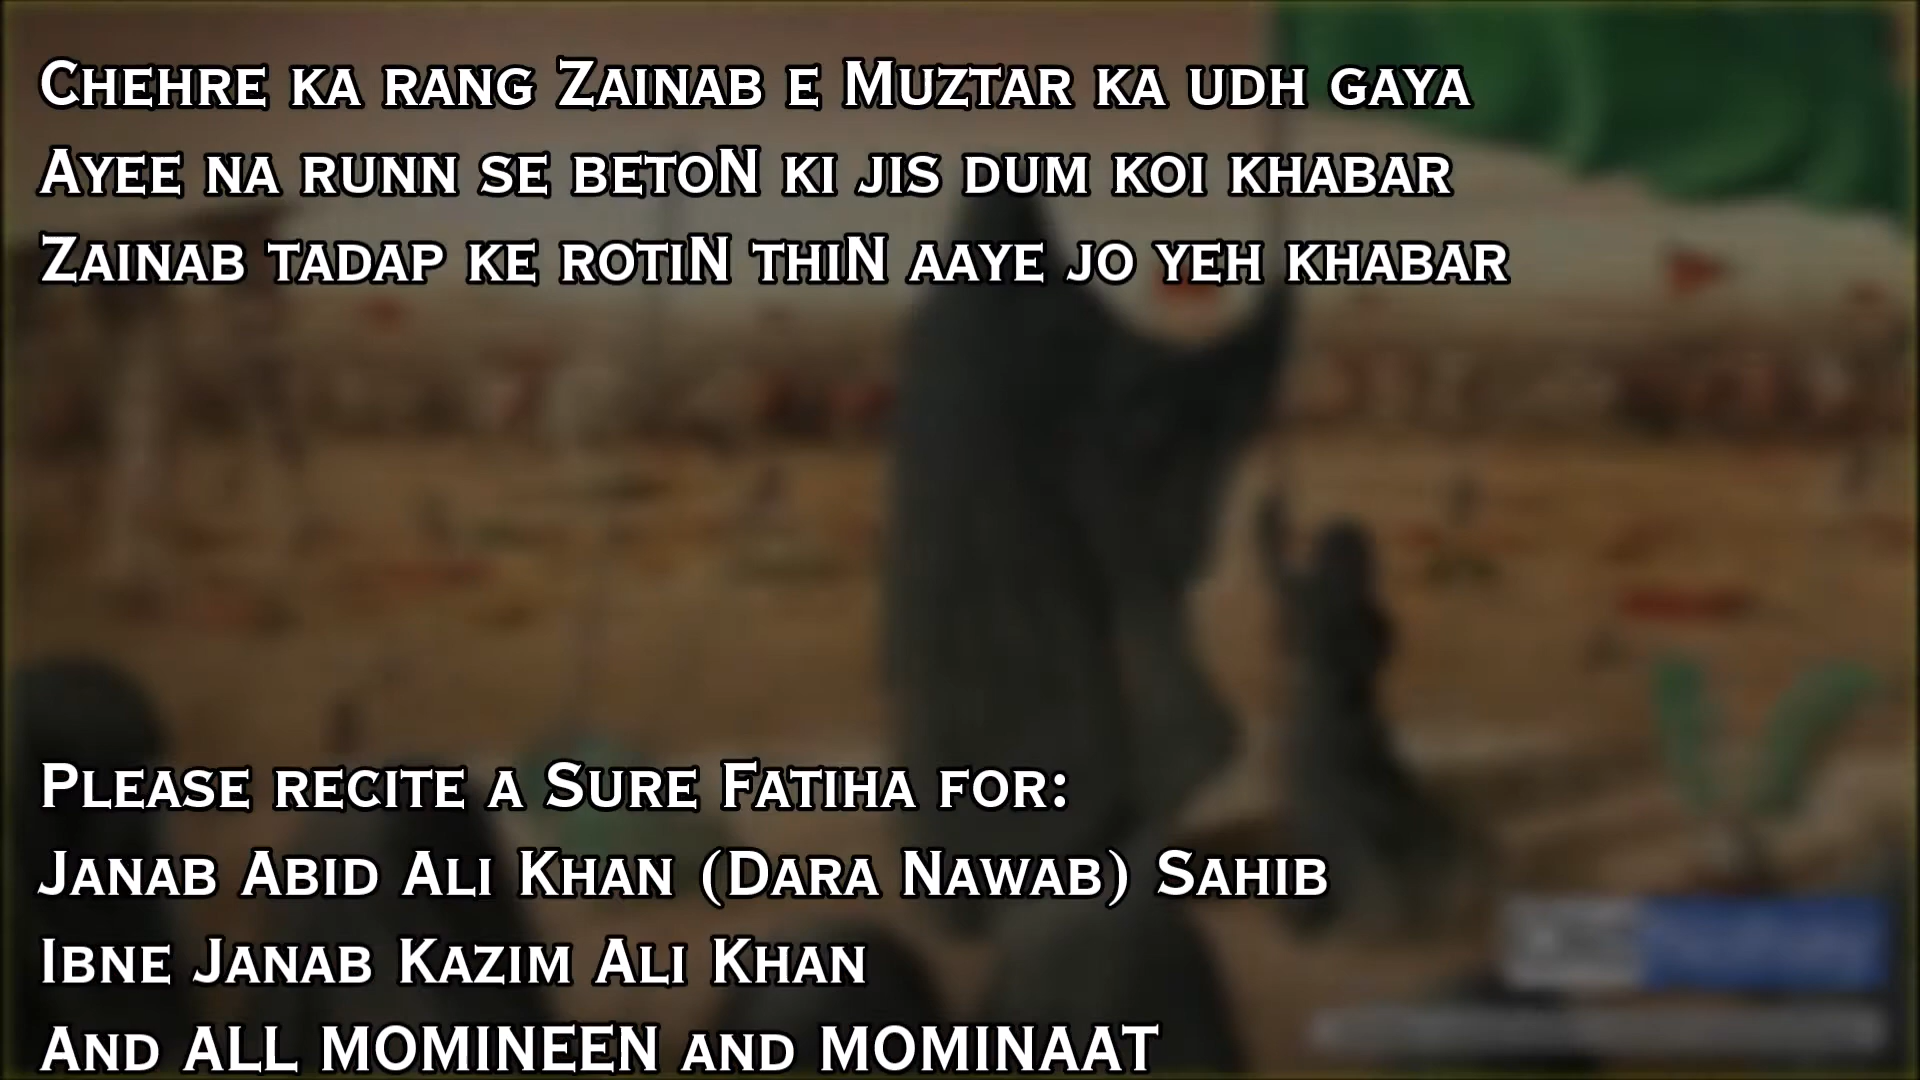 Chehre ka rang Zainab e Muztar ka udh gaya
Ayee na runn se betoN ki jis dum koi khabar
Zainab tadap ke rotiN thiN aaye jo yeh khabar
Please recite a Sure Fatiha for:
Janab Abid Ali Khan (Dara Nawab) Sahib
Ibne Janab Kazim Ali Khan
And ALL MOMINEEN and MOMINAAT